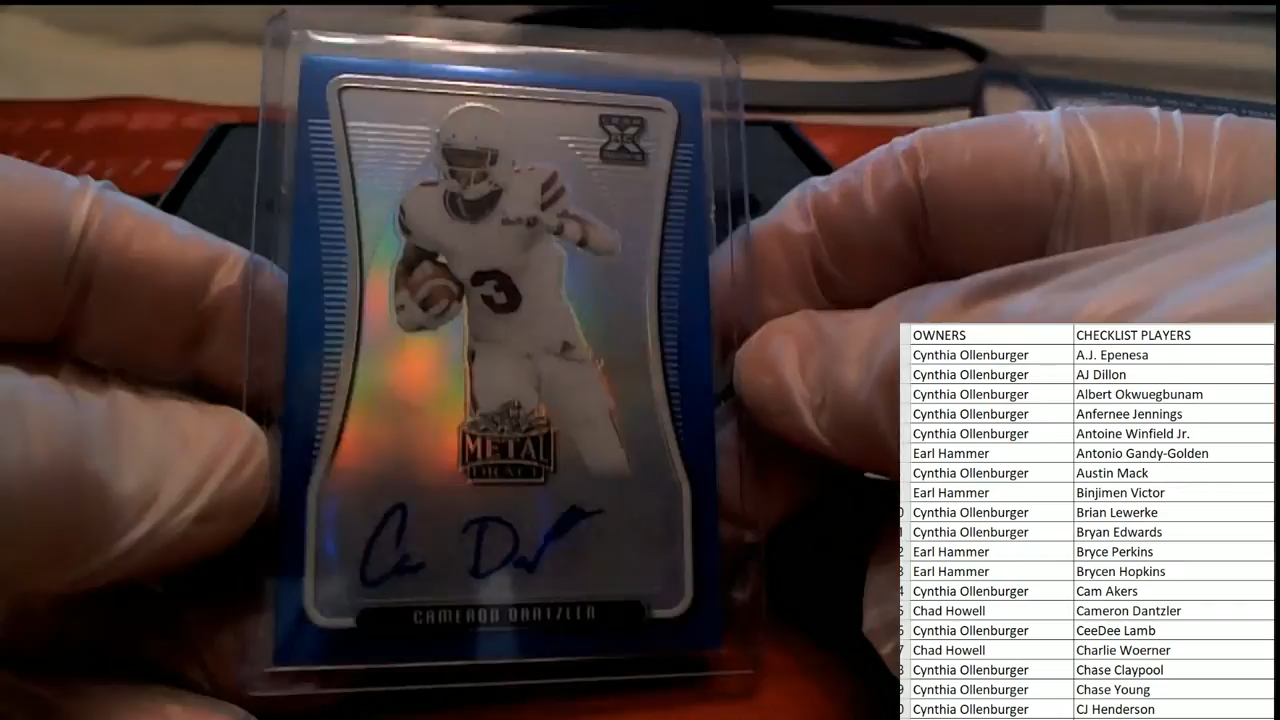 3
METAL
DRAFT
CAMERON DANTZLER
OWNERS CHECKLIST PLAYERS
Cynthia Ollenburger A.J. Epenesa
Cynthia Ollenburger AJ Dillon
Cynthia Ollenburger Albert Okwuegbunam
Cynthia Ollenburger Anfernee Jennings
Cynthia Ollenburger Antoine Winfield Jr.
Earl Hammer Antonio Gandy-Golden
Cynthia Ollenburger Austin Mack
Earl Hammer Binjimen Victor
Cynthia Ollenburger Brian Lewerke
Cynthia Ollenburger Bryan Edwards
Earl Hammer Bryce Perkins
Earl Hammer Brycen Hopkins
Cynthia Ollenburger Cam Akers
Chad Howell Cameron Dantzler
Cynthia Ollenburger CeeDee Lamb
Chad Howell Charlie Woerner
Cynthia Ollenburger Chase Claypool
Cynthia Ollenburger Chase Young
Cynthia Ollenburger CJ Henderson